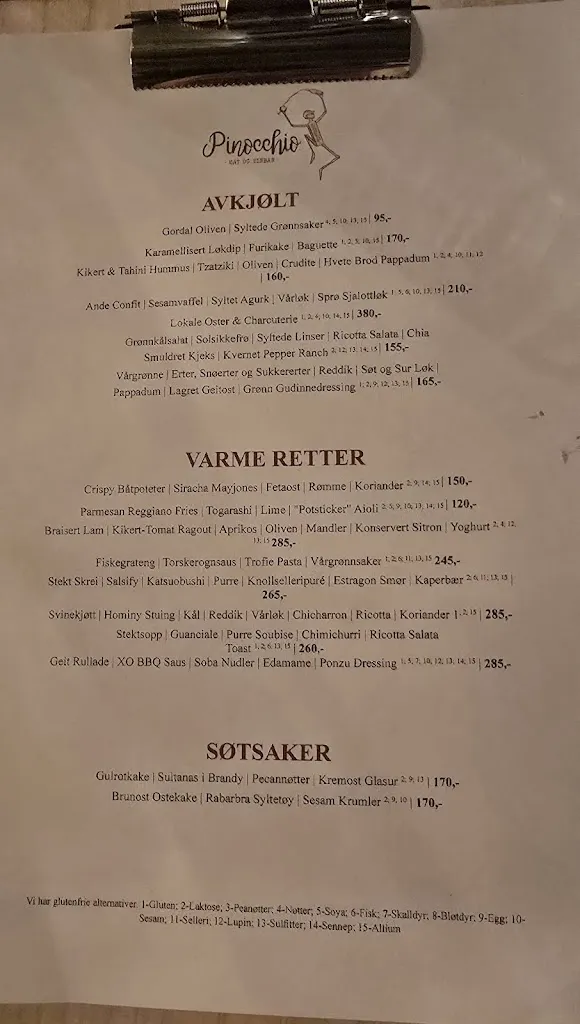 Pinocchio
MAT OG VINBAR
AVKJØLT
Gordal Oliven | Syltede Grønnsaker 4, 5, 10, 13, 15 | 95,-
Karamellisert Løkdip | Furikake | Baguette 1, 2, 5, 10, 15 | 170,-
Kikert & Tahini Hummus | Tzatziki | Oliven | Crudite | Hvete Brod Pappadum 1, 2, 4, 10, 11, 12
| 160,-
Ande Confit | Sesamvaffel | Syltet Agurk | Vårløk | Sprø Sjalottløk 1, 5, 6, 10, 13, 15 | 210,-
Lokale Oster & Charcuterie 1, 2, 4, 10, 14, 15 | 380,-
Grønnkålsalat | Solsikkefrø | Syltede Linser | Ricotta Salata | Chia
Smuldret Kjeks | Kvernet Pepper Ranch 2, 12, 13, 14, 15 | 155,-
Vårgrønne | Erter, Snøerter og Sukkererter | Reddik | Søt og Sur Løk |
Pappadum | Lagret Geitost | Grønn Gudinnedressing 1, 2, 9, 12, 13, 15 | 165,-
VARME RETTER
Crispy Båtpoteter | Siracha Mayjones | Fetaost | Rømme | Koriander 2, 9, 14, 15 | 150,-
Parmesan Reggiano Fries | Togarashi | Lime | "Potsticker" Aioli 2, 5, 9, 10, 13, 14, 15 | 120,-
Braisert Lam | Kikert-Tomat Ragout | Aprikos | Oliven | Mandler | Konservert Sitron | Yoghurt 2, 4, 12,
13, 15 285,-
Fiskegrateng | Torskerognsaus | Trofie Pasta | Vårgrønnsaker 1, 2, 6, 11, 13, 15 245,-
Stekt Skrei | Salsify | Katsuobushi | Purre | Knollselleripuré | Estragon Smør | Kaperbær 2, 6, 11, 13, 15 |
265,-
Svinekjøtt | Hominy Stuing | Kål | Reddik | Vårløk | Chicharron | Ricotta | Koriander 1, 2, 15 | 285,-
Stektsopp | Guanciale | Purre Soubise | Chimichurri | Ricotta Salata
Toast 1, 2, 6, 13, 15 | 260,-
Geit Rullade | XO BBQ Saus | Soba Nudler | Edamame | Ponzu Dressing 1, 5, 7, 10, 12, 13, 14, 15 | 285,-
SØTSAKER
Gulrotkake | Sultanas i Brandy | Pecannøtter | Kremost Glasur 2, 9, 13 | 170,-
Brunost Ostekake | Rabarbra Syltetøy | Sesam Krumler 2, 9, 10 | 170,-
Vi har glutenfrie alternativer. 1-Gluten; 2-Laktose; 3-Peanøtter; 4-Nøtter; 5-Soya; 6-Fisk; 7-Skalldyr; 8-Bløtdyr; 9-Egg; 10-
Sesam; 11-Selleri; 12-Lupin; 13-Sulfitter; 14-Sennep; 15-Allium